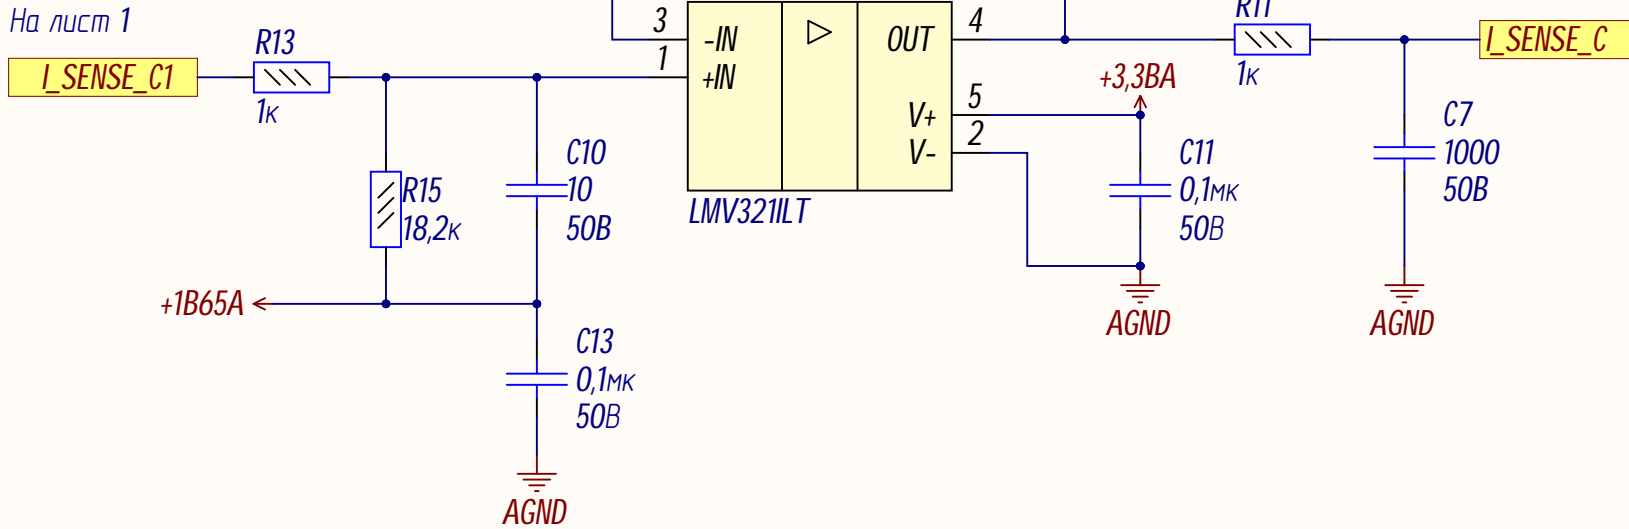 На лист 1
I_SENSE_C1
R13
1к
R15
18,2к
C10
10
50В
+1В65А
C13
0,1мк
50В
AGND
3
1
-IN
+IN
OUT
V+
V-
4
5
2
LMV321ILT
+3,3ВА
C11
0,1мк
50В
AGND
R11
1к
I_SENSE_C
C7
1000
50В
AGND